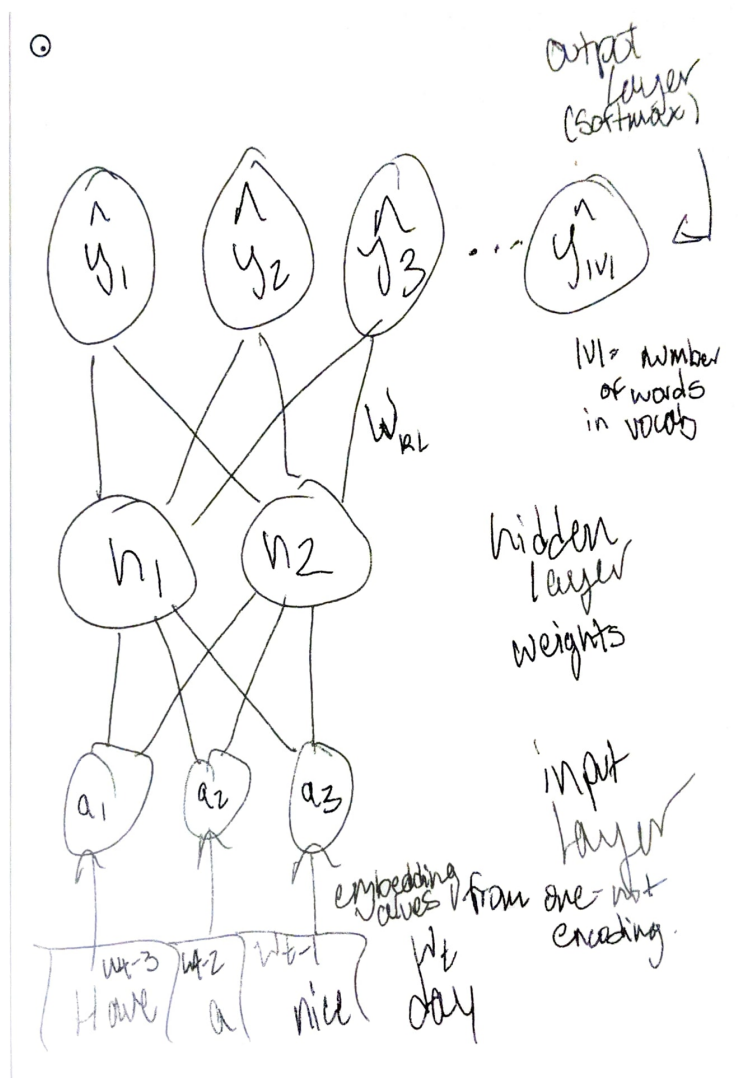 output
layer
(softmax)
ŷ1 ŷ2 ŷ3 ... ŷ|V|
|V| = number
of words
in vocab
WKL
h1 h2
hidden
layer
weights
a1 a2 a3
input
layer
embedding
values from one-hot
encoding.
wt-3 wt-2 wt-1 wt
Have a nice day